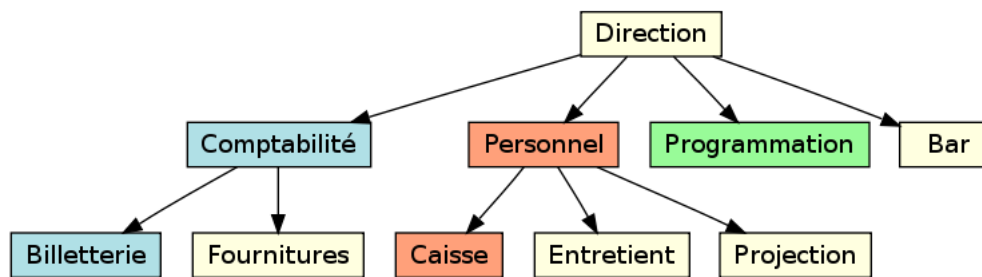 Direction
Comptabilité
Personnel
Programmation
Bar
Billetterie
Fournitures
Caisse
Entretient
Projection